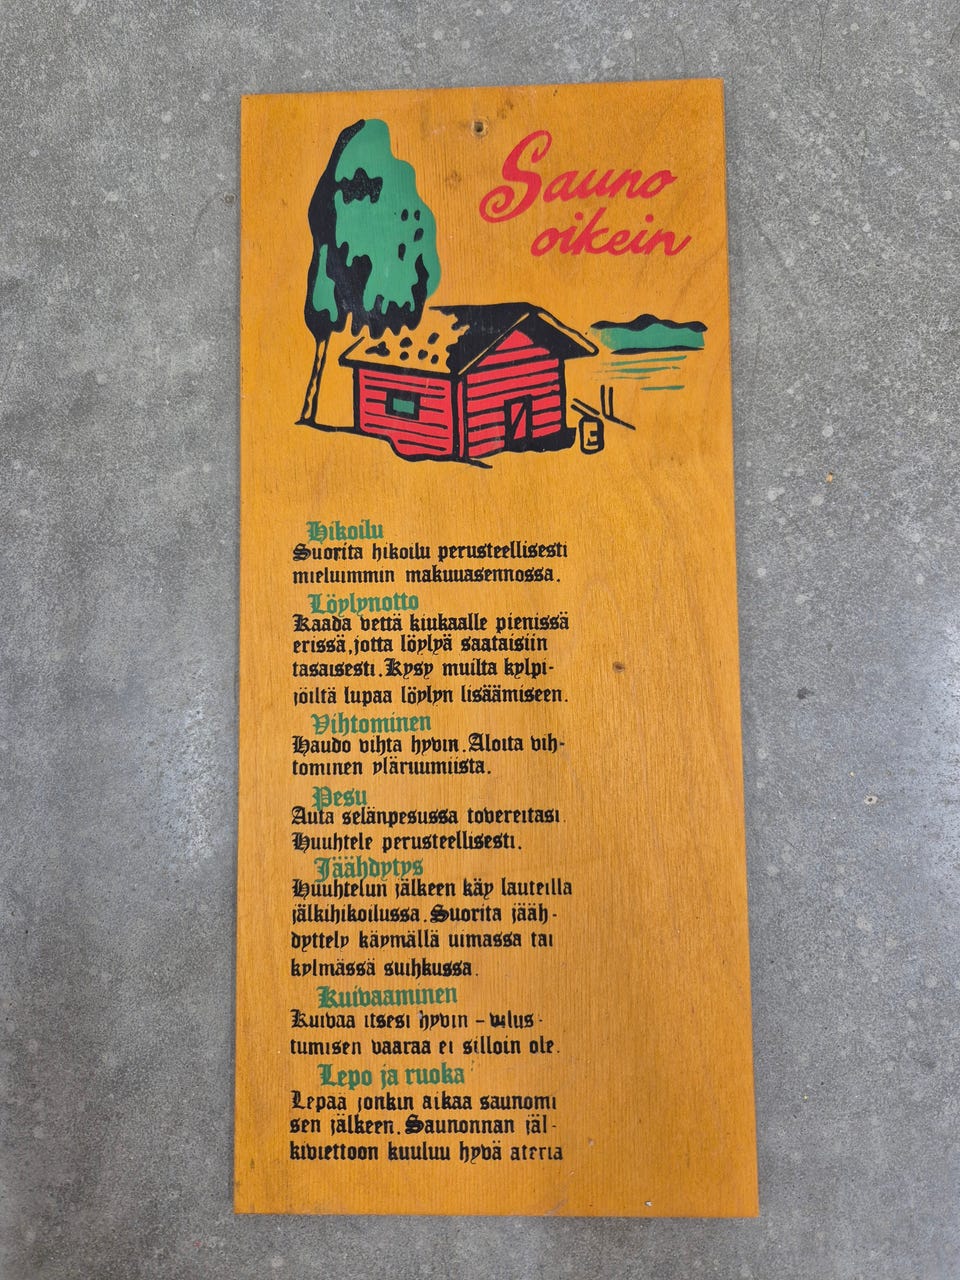 Sauno
oikein
Hikoilu
Suorita hikoilu perusteellisesti
mieluimmin makuuasennossa.
Löylynotto
Kaada vettä kiukaalle pienissä
erissä, jotta löylyä saataisiin
tasaisesti. Kysy muilta kylpi-
jöiltä lupaa löylyn lisäämiseen.
Vihtominen
Haudo vihta hyvin. Aloita vih-
tominen yläruumiista.
Pesu
Auta selänpesussa tovereitasi.
Huuhtele perusteellisesti.
Jäähdytys
Huuhtelun jälkeen käy lauteilla
jälkihikoilussa. Suorita jääh-
dyttely käymällä uimassa tai
kylmässä suihkussa.
Kuivaaminen
Kuivaa itsesi hyvin - vilus-
tumisen vaaraa ei silloin ole.
Lepo ja ruoka
Lepää jonkin aikaa saunomi
sen jälkeen. Saunonnan jäl-
kiviettoon kuuluu hyvä ateria